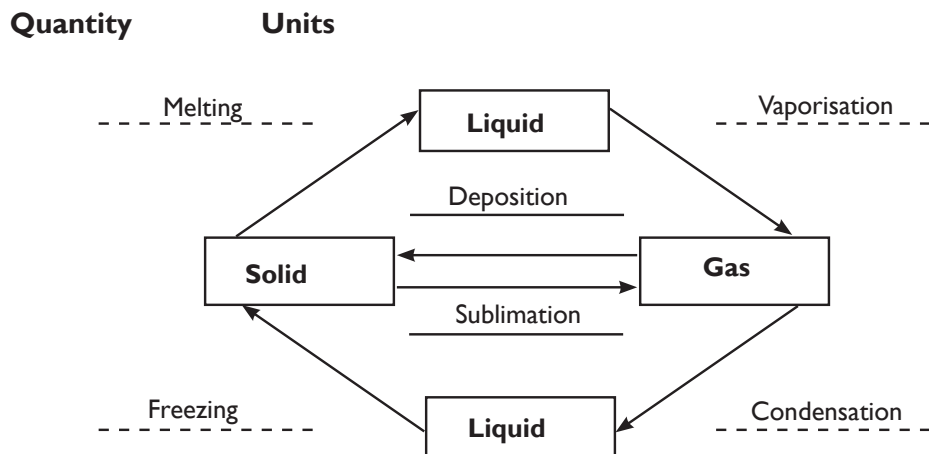 Quantity Units
Melting
Liquid
Vaporisation
Deposition
Solid
Gas
Sublimation
Freezing
Liquid
Condensation